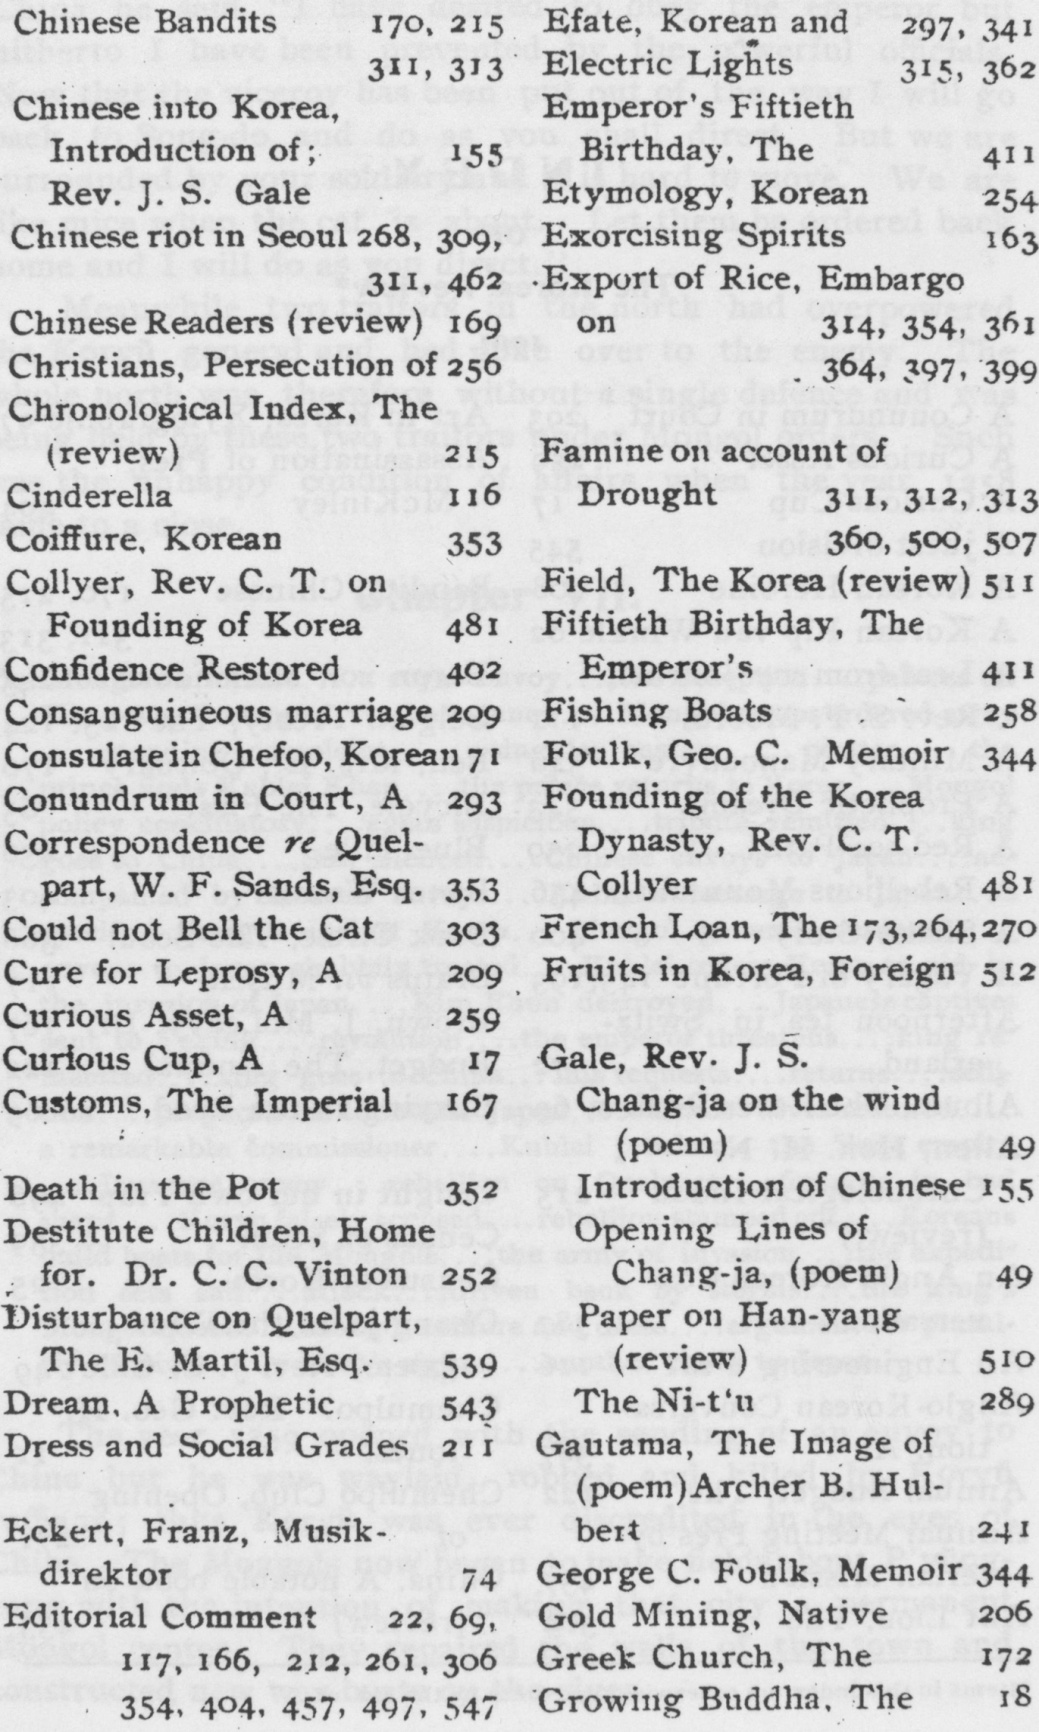 Chinese Bandits 170, 215
311, 313
Chinese into Korea,
Introduction of, 155
Rev. J. S. Gale
Chinese riot in Seoul 268, 309,
311, 462
Chinese Readers (review) 169
Christians, Persecution of 256
Chronological Index, The
(review) 215
Cinderella 116
Coiffure, Korean 353
Collyer, Rev. C. T. on
Founding of Korea 481
Confidence Restored 402
Consanguineous marriage 209
Consulate in Chefoo, Korean 71
Conundrum in Court, A 293
Correspondence re Quel-
part, W. F. Sands, Esq. 353
Could not Bell the Cat 303
Cure for Leprosy, A 209
Curious Asset, A 259
Curious Cup, A 17
Customs, The Imperial 167
Death in the Pot 352
Destitute Children, Home
for. Dr. C. C. Vinton 252
Disturbance on Quelpart,
The E. Martil, Esq. 539
Dream, A Prophetic 543
Dress and Social Grades, 211
Eckert, Franz, Musik-
direktor 74
Editorial Comment 22, 69,
117, 166, 212, 261, 306
354, 404, 457, 497, 547
Efate, Korean and 297, 341
Electric Lights 315, 362
Emperor's Fiftieth
Birthday, The 411
Etymology, Korean 254
Exorcising Spirits 163
Export of Rice, Embargo
on 314, 354, 361
364, 397, 399
Famine on account of
Drought 311, 312, 313
360, 500, 507
Field, The Korea (review) 511
Fiftieth Birthday, The
Emperor's 411
Fishing Boats 258
Foulk, Geo. C. Memoir 344
Founding of the Korea
Dynasty, Rev. C. T.
Collyer 481
French Loan, The 173, 264, 270
Fruits in Korea, Foreign 512
Gale, Rev. J. S.
Chang-ja on the wind
(poem) 49
Introduction of Chinese 155
Opening Lines of
Chang-ja, (poem) 49
Paper on Han-yang
(review) 510
The Ni-t'u 289
Gautama, The Image of
(poem) Archer B. Hul-
bert 241
George C. Foulk, Memoir 344
Gold Mining, Native 206
Greek Church, The 172
Growing Buddha, The 18